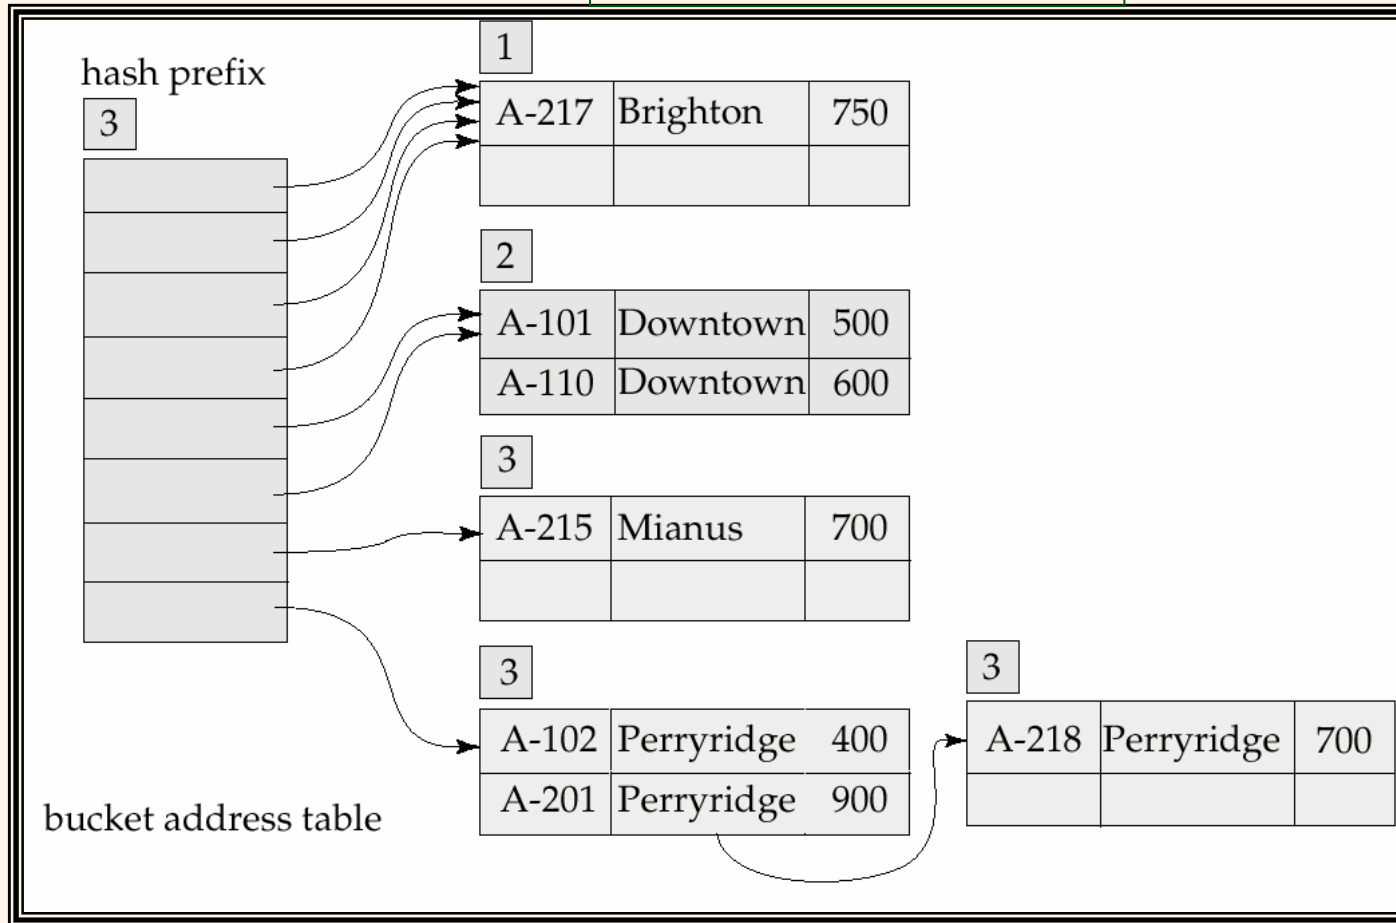 hash prefix
3
1
A-217 Brighton 750
2
A-101 Downtown 500
A-110 Downtown 600
3
A-215 Mianus 700
3
A-102 Perryridge 400
A-201 Perryridge 900
3
A-218 Perryridge 700
bucket address table